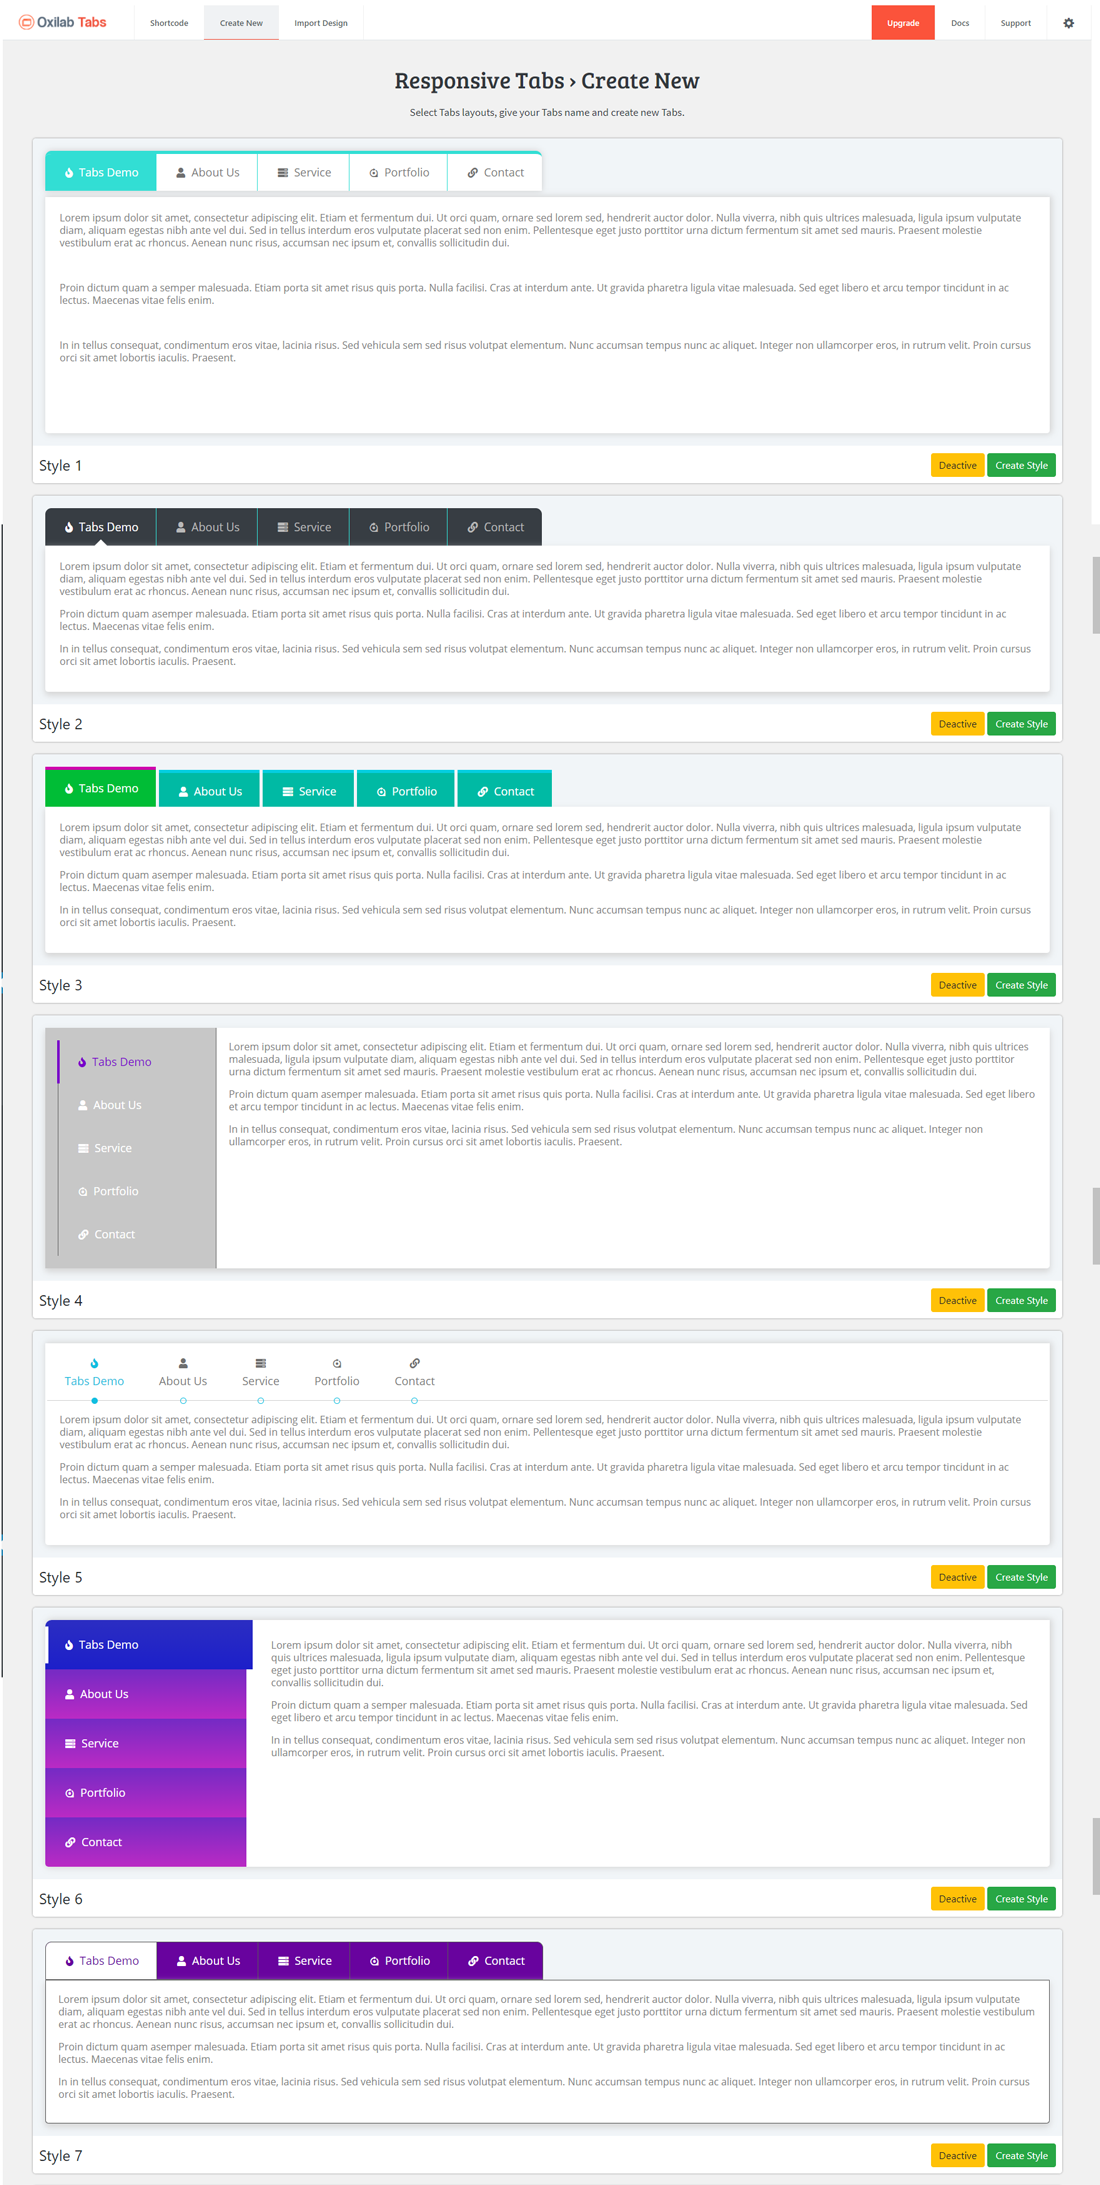 Oxilab Tabs Shortcode Create New Import Design Upgrade Docs Support
Responsive Tabs › Create New
Select Tabs layouts, give your Tabs name and create new Tabs.
Tabs Demo About Us Service Portfolio Contact
Lorem ipsum dolor sit amet, consectetur adipiscing elit. Etiam et fermentum dui. Ut orci quam, ornare sed lorem sed, hendrerit auctor dolor. Nulla viverra, nibh quis ultrices malesuada, ligula ipsum vulputate
diam, aliquam egestas nibh ante vel dui. Sed in tellus interdum eros vulputate placerat sed non enim. Pellentesque eget justo porttitor urna dictum fermentum sit amet sed mauris. Praesent molestie
vestibulum erat ac rhoncus. Aenean nunc risus, accumsan nec ipsum et, convallis sollicitudin dui.
Proin dictum quam a semper malesuada. Etiam porta sit amet risus quis porta. Nulla facilisi. Cras at interdum ante. Ut gravida pharetra ligula vitae malesuada. Sed eget libero et arcu tempor tincidunt in ac
lectus. Maecenas vitae felis enim.
In in tellus consequat, condimentum eros vitae, lacinia risus. Sed vehicula sem sed risus volutpat elementum. Nunc accumsan tempus nunc ac aliquet. Integer non ullamcorper eros, in rutrum velit. Proin cursus
orci sit amet lobortis iaculis. Praesent.
Style 1 Deactive Create Style
Tabs Demo About Us Service Portfolio Contact
Lorem ipsum dolor sit amet, consectetur adipiscing elit. Etiam et fermentum dui. Ut orci quam, ornare sed lorem sed, hendrerit auctor dolor. Nulla viverra, nibh quis ultrices malesuada, ligula ipsum vulputate
diam, aliquam egestas nibh ante vel dui. Sed in tellus interdum eros vulputate placerat sed non enim. Pellentesque eget justo porttitor urna dictum fermentum sit amet sed mauris. Praesent molestie
vestibulum erat ac rhoncus. Aenean nunc risus, accumsan nec ipsum et, convallis sollicitudin dui.
Proin dictum quam asemper malesuada. Etiam porta sit amet risus quis porta. Nulla facilisi. Cras at interdum ante. Ut gravida pharetra ligula vitae malesuada. Sed eget libero et arcu tempor tincidunt in ac
lectus. Maecenas vitae felis enim.
In in tellus consequat, condimentum eros vitae, lacinia risus. Sed vehicula sem sed risus volutpat elementum. Nunc accumsan tempus nunc ac aliquet. Integer non ullamcorper eros, in rutrum velit. Proin cursus
orci sit amet lobortis iaculis. Praesent.
Style 2 Deactive Create Style
Tabs Demo About Us Service Portfolio Contact
Lorem ipsum dolor sit amet, consectetur adipiscing elit. Etiam et fermentum dui. Ut orci quam, ornare sed lorem sed, hendrerit auctor dolor. Nulla viverra, nibh quis ultrices malesuada, ligula ipsum vulputate
diam, aliquam egestas nibh ante vel dui. Sed in tellus interdum eros vulputate placerat sed non enim. Pellentesque eget justo porttitor urna dictum fermentum sit amet sed mauris. Praesent molestie
vestibulum erat ac rhoncus. Aenean nunc risus, accumsan nec ipsum et, convallis sollicitudin dui.
Proin dictum quam asemper malesuada. Etiam porta sit amet risus quis porta. Nulla facilisi. Cras at interdum ante. Ut gravida pharetra ligula vitae malesuada. Sed eget libero et arcu tempor tincidunt in ac
lectus. Maecenas vitae felis enim.
In in tellus consequat, condimentum eros vitae, lacinia risus. Sed vehicula sem sed risus volutpat elementum. Nunc accumsan tempus nunc ac aliquet. Integer non ullamcorper eros, in rutrum velit. Proin cursus
orci sit amet lobortis iaculis. Praesent.
Style 3 Deactive Create Style
Tabs Demo
About Us
Service
Portfolio
Contact
Lorem ipsum dolor sit amet, consectetur adipiscing elit. Etiam et fermentum dui. Ut orci quam, ornare sed lorem sed, hendrerit auctor dolor. Nulla viverra, nibh quis ultrices
malesuada, ligula ipsum vulputate diam, aliquam egestas nibh ante vel dui. Sed in tellus interdum eros vulputate placerat sed non enim. Pellentesque eget justo porttitor
urna dictum fermentum sit amet sed mauris. Praesent molestie vestibulum erat ac rhoncus. Aenean nunc risus, accumsan nec ipsum et, convallis sollicitudin dui.
Proin dictum quam asemper malesuada. Etiam porta sit amet risus quis porta. Nulla facilisi. Cras at interdum ante. Ut gravida pharetra ligula vitae malesuada. Sed eget libero
et arcu tempor tincidunt in ac lectus. Maecenas vitae felis enim.
In in tellus consequat, condimentum eros vitae, lacinia risus. Sed vehicula sem sed risus volutpat elementum. Nunc accumsan tempus nunc ac aliquet. Integer non
ullamcorper eros, in rutrum velit. Proin cursus orci sit amet lobortis iaculis. Praesent.
Style 4 Deactive Create Style
Tabs Demo About Us Service Portfolio Contact
Lorem ipsum dolor sit amet, consectetur adipiscing elit. Etiam et fermentum dui. Ut orci quam, ornare sed lorem sed, hendrerit auctor dolor. Nulla viverra, nibh quis ultrices malesuada, ligula ipsum vulputate
diam, aliquam egestas nibh ante vel dui. Sed in tellus interdum eros vulputate placerat sed non enim. Pellentesque eget justo porttitor urna dictum fermentum sit amet sed mauris. Praesent molestie
vestibulum erat ac rhoncus. Aenean nunc risus, accumsan nec ipsum et, convallis sollicitudin dui.
Proin dictum quam a semper malesuada. Etiam porta sit amet risus quis porta. Nulla facilisi. Cras at interdum ante. Ut gravida pharetra ligula vitae malesuada. Sed eget libero et arcu tempor tincidunt in ac
lectus. Maecenas vitae felis enim.
In in tellus consequat, condimentum eros vitae, lacinia risus. Sed vehicula sem sed risus volutpat elementum. Nunc accumsan tempus nunc ac aliquet. Integer non ullamcorper eros, in rutrum velit. Proin cursus
orci sit amet lobortis iaculis. Praesent.
Style 5 Deactive Create Style
Tabs Demo
About Us
Service
Portfolio
Contact
Lorem ipsum dolor sit amet, consectetur adipiscing elit. Etiam et fermentum dui. Ut orci quam, ornare sed lorem sed, hendrerit auctor dolor. Nulla viverra, nibh
quis ultrices malesuada, ligula ipsum vulputate diam, aliquam egestas nibh ante vel dui. Sed in tellus interdum eros vulputate placerat sed non enim. Pellentesque
eget justo porttitor urna dictum fermentum sit amet sed mauris. Praesent molestie vestibulum erat ac rhoncus. Aenean nunc risus, accumsan nec ipsum et,
convallis sollicitudin dui.
Proin dictum quam a semper malesuada. Etiam porta sit amet risus quis porta. Nulla facilisi. Cras at interdum ante. Ut gravida pharetra ligula vitae malesuada. Sed
eget libero et arcu tempor tincidunt in ac lectus. Maecenas vitae felis enim.
In in tellus consequat, condimentum eros vitae, lacinia risus. Sed vehicula sem sed risus volutpat elementum. Nunc accumsan tempus nunc ac aliquet. Integer non
ullamcorper eros, in rutrum velit. Proin cursus orci sit amet lobortis iaculis. Praesent.
Style 6 Deactive Create Style
Tabs Demo About Us Service Portfolio Contact
Lorem ipsum dolor sit amet, consectetur adipiscing elit. Etiam et fermentum dui. Ut orci quam, ornare sed lorem sed, hendrerit auctor dolor. Nulla viverra, nibh quis ultrices malesuada, ligula ipsum vulputate
diam, aliquam egestas nibh ante vel dui. Sed in tellus interdum eros vulputate placerat sed non enim. Pellentesque eget justo porttitor urna dictum fermentum sit amet sed mauris. Praesent molestie vestibulum
erat ac rhoncus. Aenean nunc risus, accumsan nec ipsum et, convallis sollicitudin dui.
Proin dictum quam asemper malesuada. Etiam porta sit amet risus quis porta. Nulla facilisi. Cras at interdum ante. Ut gravida pharetra ligula vitae malesuada. Sed eget libero et arcu tempor tincidunt in ac
lectus. Maecenas vitae felis enim.
In in tellus consequat, condimentum eros vitae, lacinia risus. Sed vehicula sem sed risus volutpat elementum. Nunc accumsan tempus nunc ac aliquet. Integer non ullamcorper eros, in rutrum velit. Proin cursus
orci sit amet lobortis iaculis. Praesent.
Style 7 Deactive Create Style